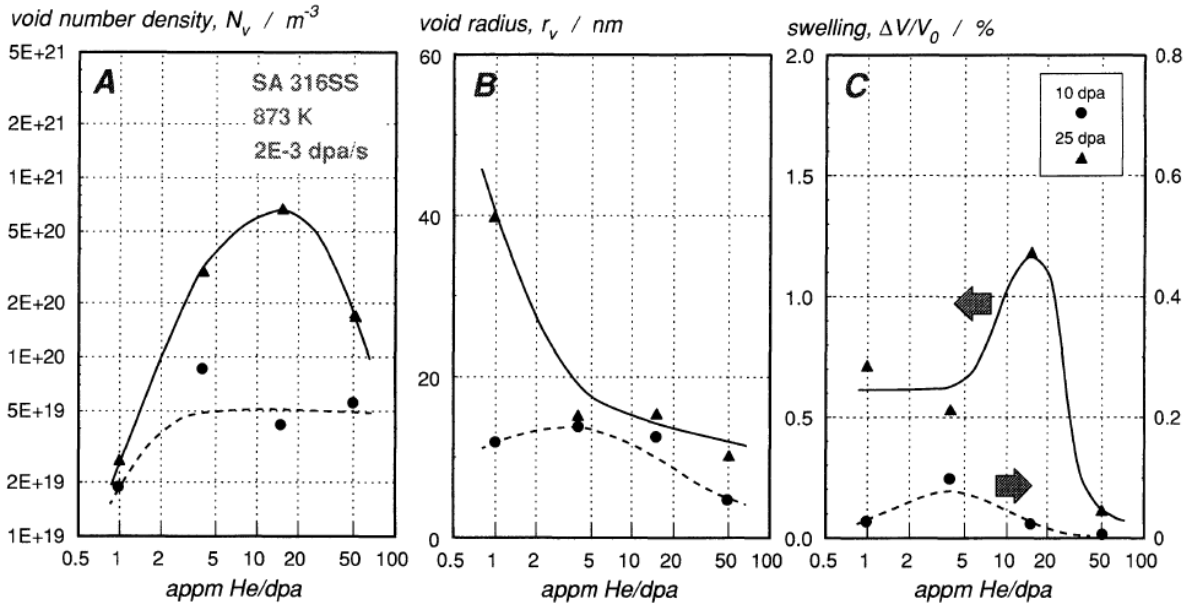 void number density, Nᵥ / m⁻³
5E+21
2E+21
1E+21
5E+20
2E+20
1E+20
5E+19
2E+19
1E+19
A
SA 316SS
873 K
2E-3 dpa/s
0.5 1 2 5 10 20 50 100
appm He/dpa
void radius, rᵥ / nm
60
40
20
0
B
0.5 1 2 5 10 20 50 100
appm He/dpa
swelling, ΔV/V₀ / %
2.0
1.5
1.0
0.5
0.0
C
10 dpa
25 dpa
0.8
0.6
0.4
0.2
0
0.5 1 2 5 10 20 50 100
appm He/dpa